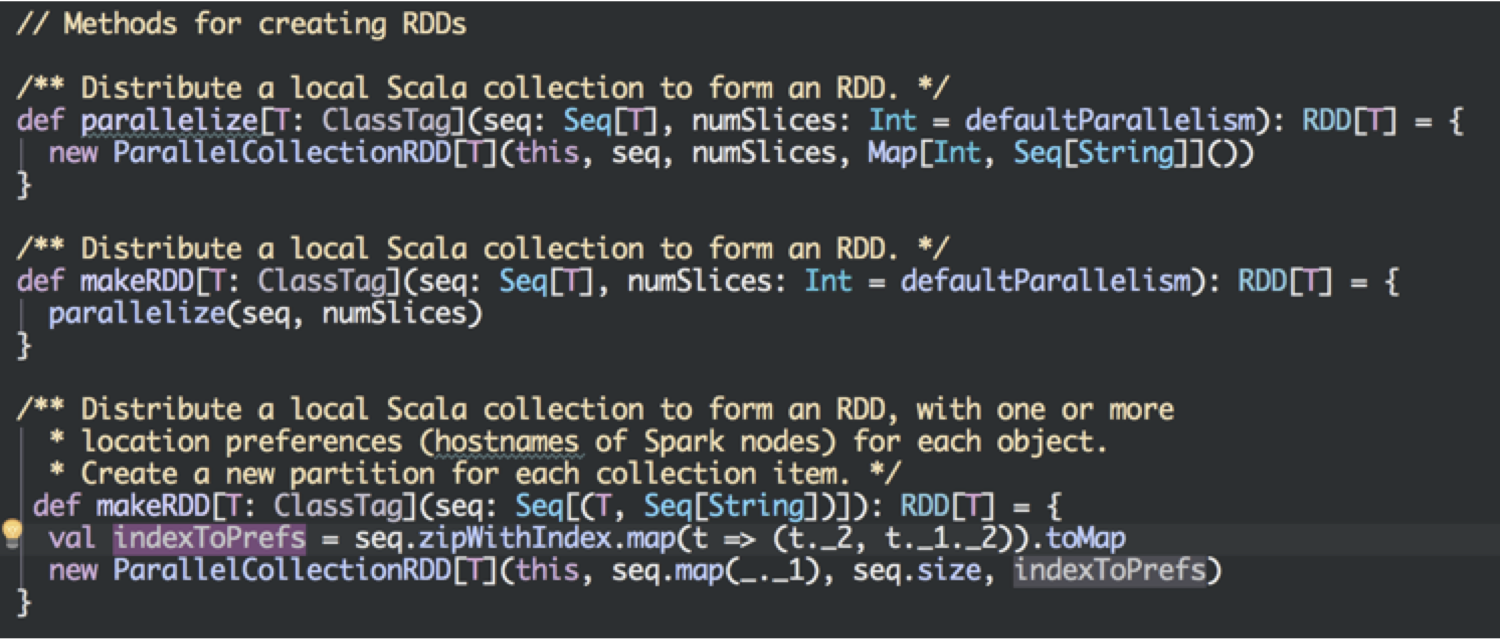 // Methods for creating RDDs
/** Distribute a local Scala collection to form an RDD. */
def parallelize[T: ClassTag](seq: Seq[T], numSlices: Int = defaultParallelism): RDD[T] = {
new ParallelCollectionRDD[T](this, seq, numSlices, Map[Int, Seq[String]]())
}
/** Distribute a local Scala collection to form an RDD. */
def makeRDD[T: ClassTag](seq: Seq[T], numSlices: Int = defaultParallelism): RDD[T] = {
parallelize(seq, numSlices)
}
/** Distribute a local Scala collection to form an RDD, with one or more
* location preferences (hostnames of Spark nodes) for each object.
* Create a new partition for each collection item. */
def makeRDD[T: ClassTag](seq: Seq[(T, Seq[String])]): RDD[T] = {
val indexToPrefs = seq.zipWithIndex.map(t => (t._2, t._1._2)).toMap
new ParallelCollectionRDD[T](this, seq.map(_._1), seq.size, indexToPrefs)
}